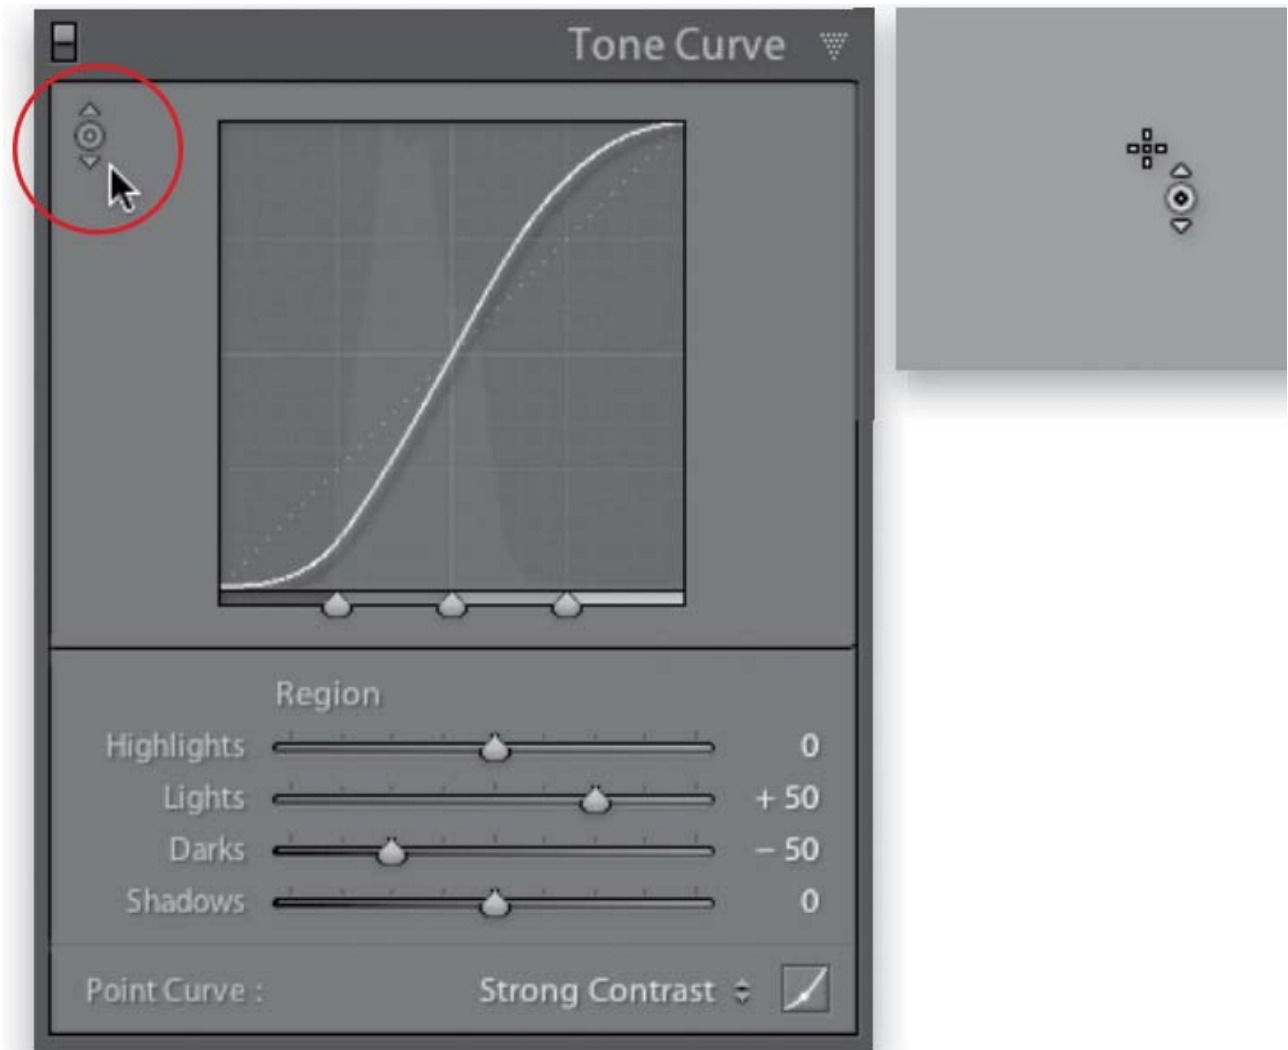 Tone Curve
Region
Highlights 0
Lights + 50
Darks – 50
Shadows 0
Point Curve : Strong Contrast